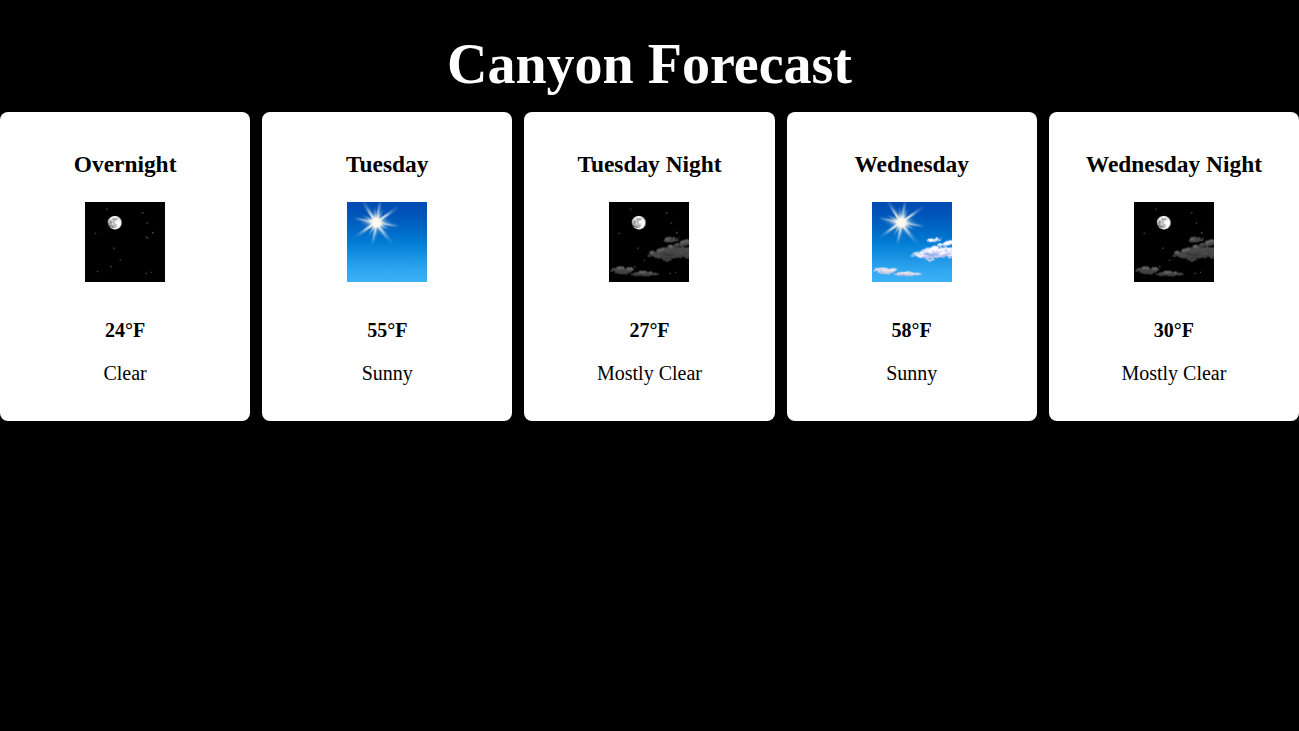 Canyon Forecast
Overnight
24°F
Clear
Tuesday
55°F
Sunny
Tuesday Night
27°F
Mostly Clear
Wednesday
58°F
Sunny
Wednesday Night
30°F
Mostly Clear